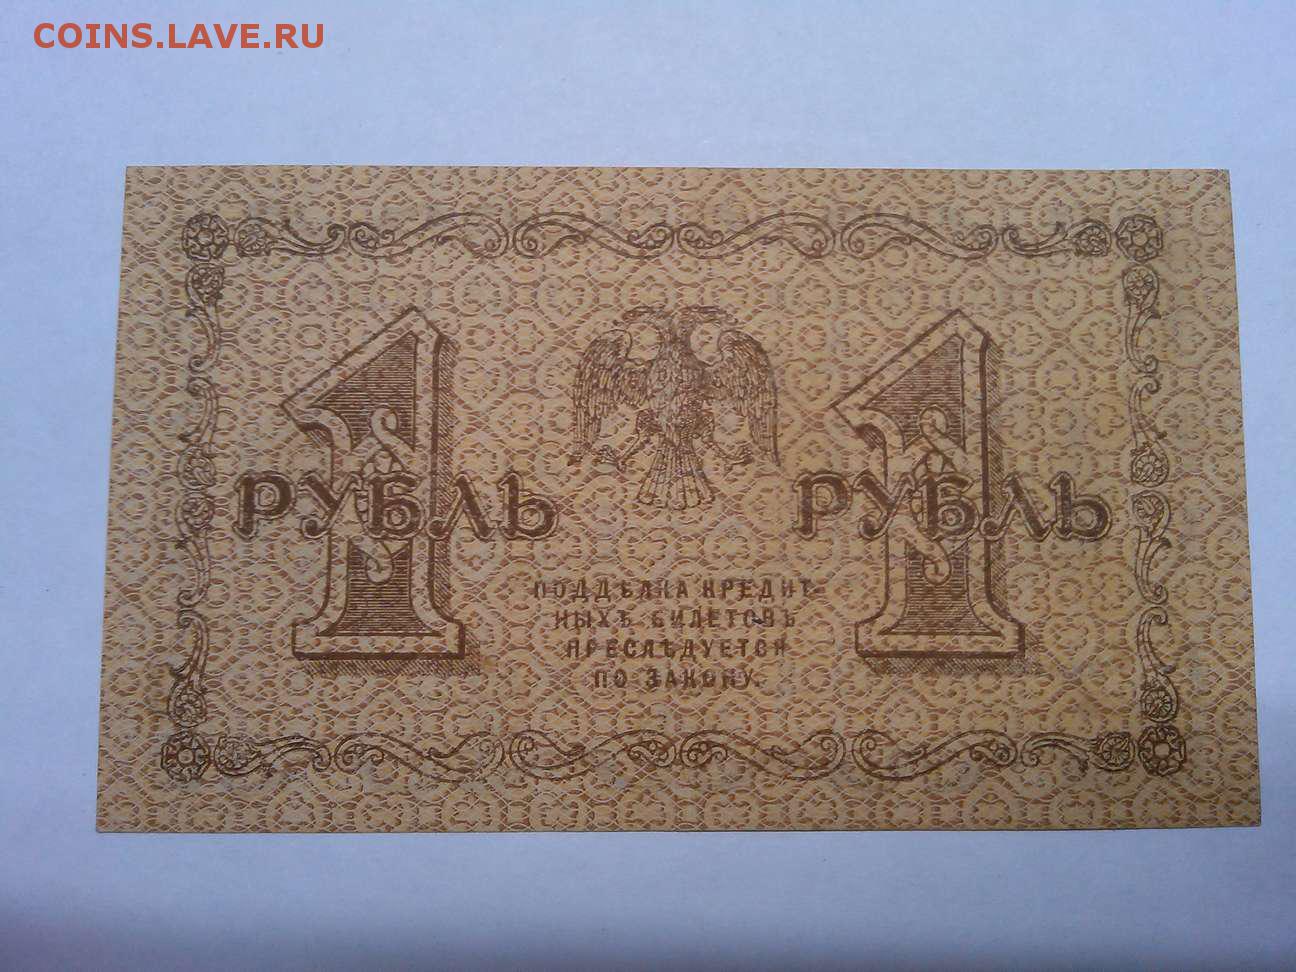 COINS.LAVE.RU
1 1
РУБЛЬ РУБЛЬ
ПОДДѢЛКА КРЕДИТ-
НЫХЪ БИЛЕТОВЪ
ПРЕСЛѢДУЕТСЯ
ПО ЗАКОНУ.